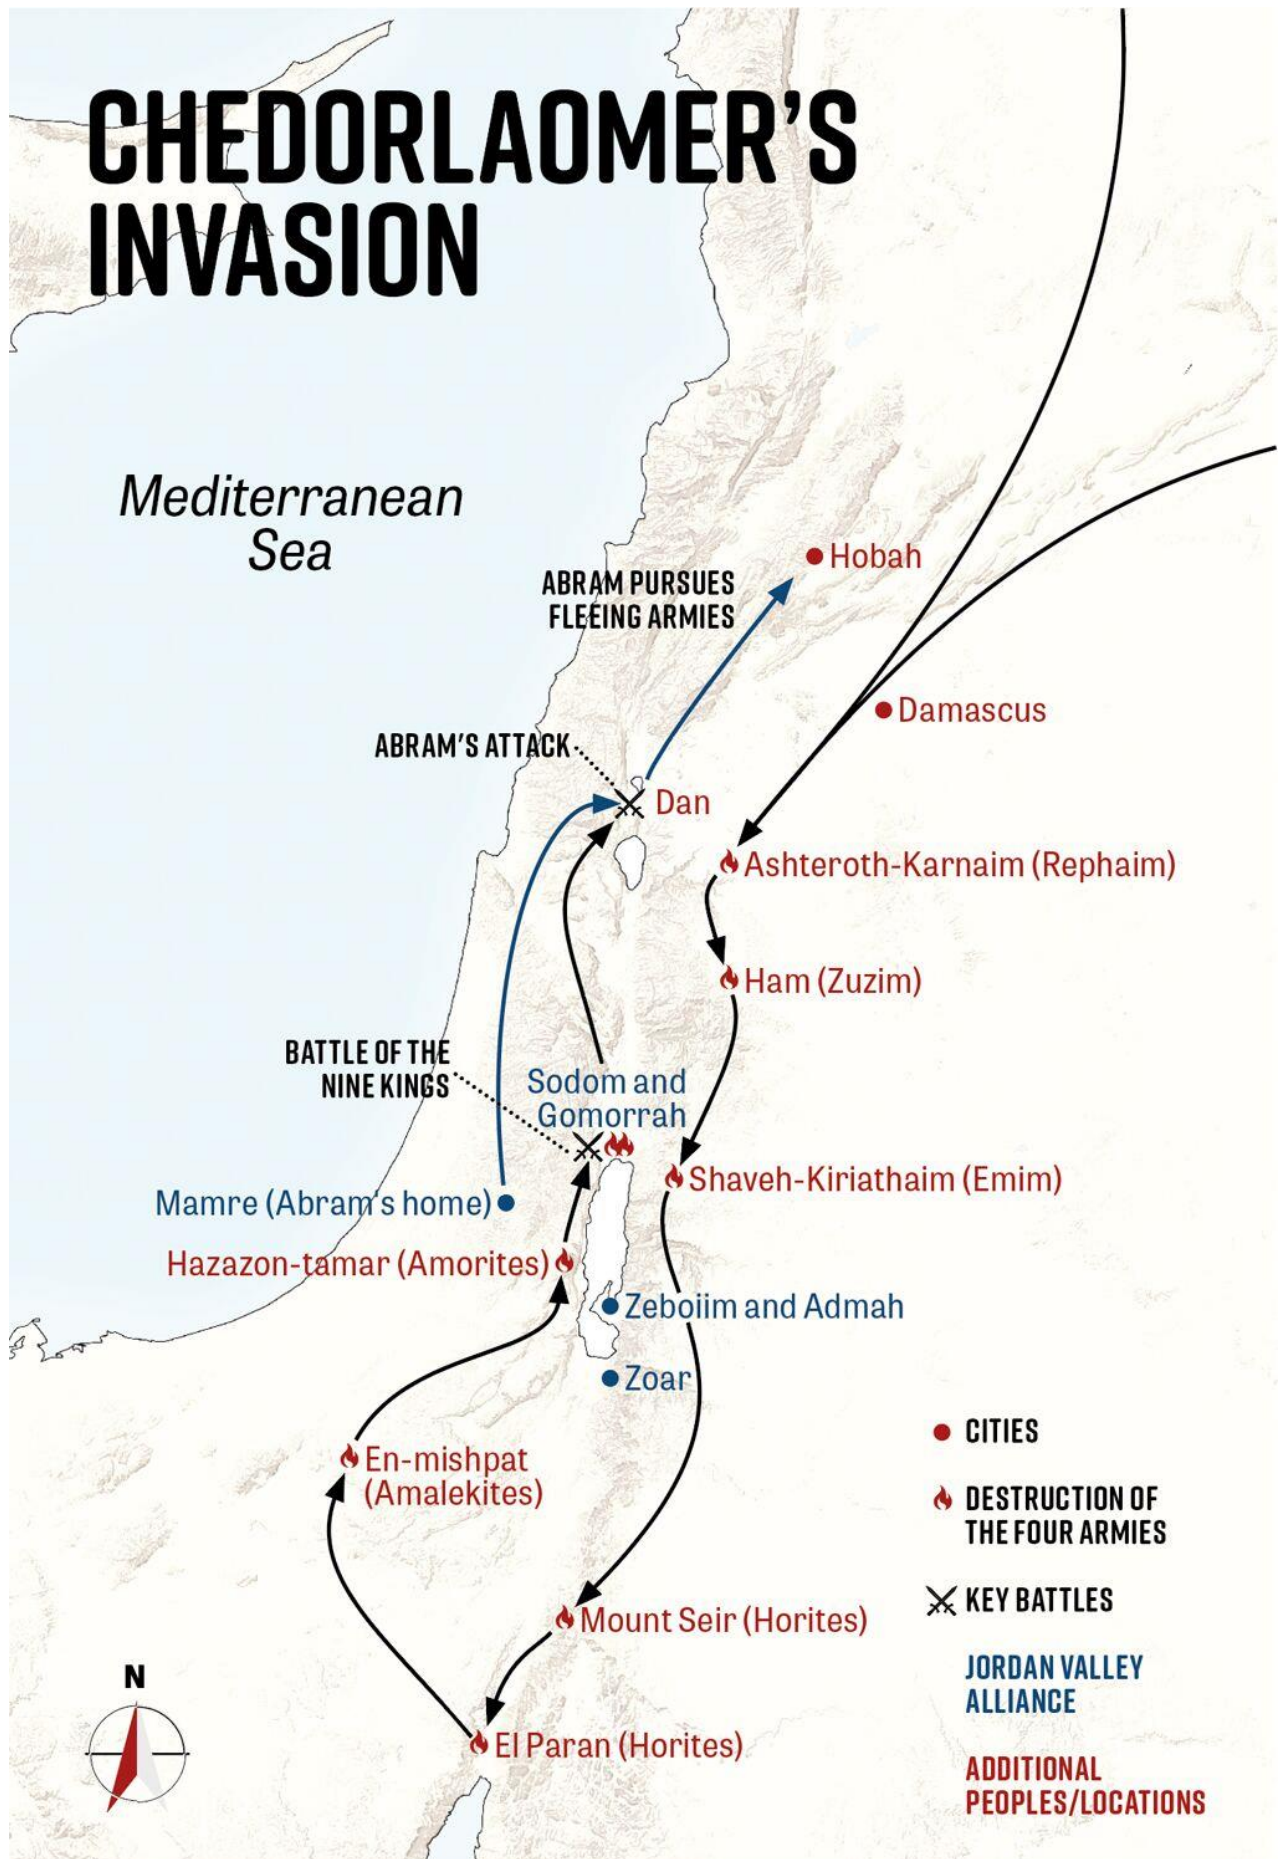 CHEDORLAOMER'S
INVASION
Mediterranean
Sea
Hobah
ABRAM PURSUES
FLEEING ARMIES
Damascus
ABRAM'S ATTACK
Dan
Ashteroth-Karnaim (Rephaim)
Ham (Zuzim)
BATTLE OF THE
NINE KINGS
Sodom and
Gomorrah
Shaveh-Kiriathaim (Emim)
Mamre (Abram's home)
Hazazon-tamar (Amorites)
Zeboiim and Admah
Zoar
En-mishpat
(Amalekites)
Mount Seir (Horites)
El Paran (Horites)
N
CITIES
DESTRUCTION OF
THE FOUR ARMIES
KEY BATTLES
JORDAN VALLEY
ALLIANCE
ADDITIONAL
PEOPLES/LOCATIONS